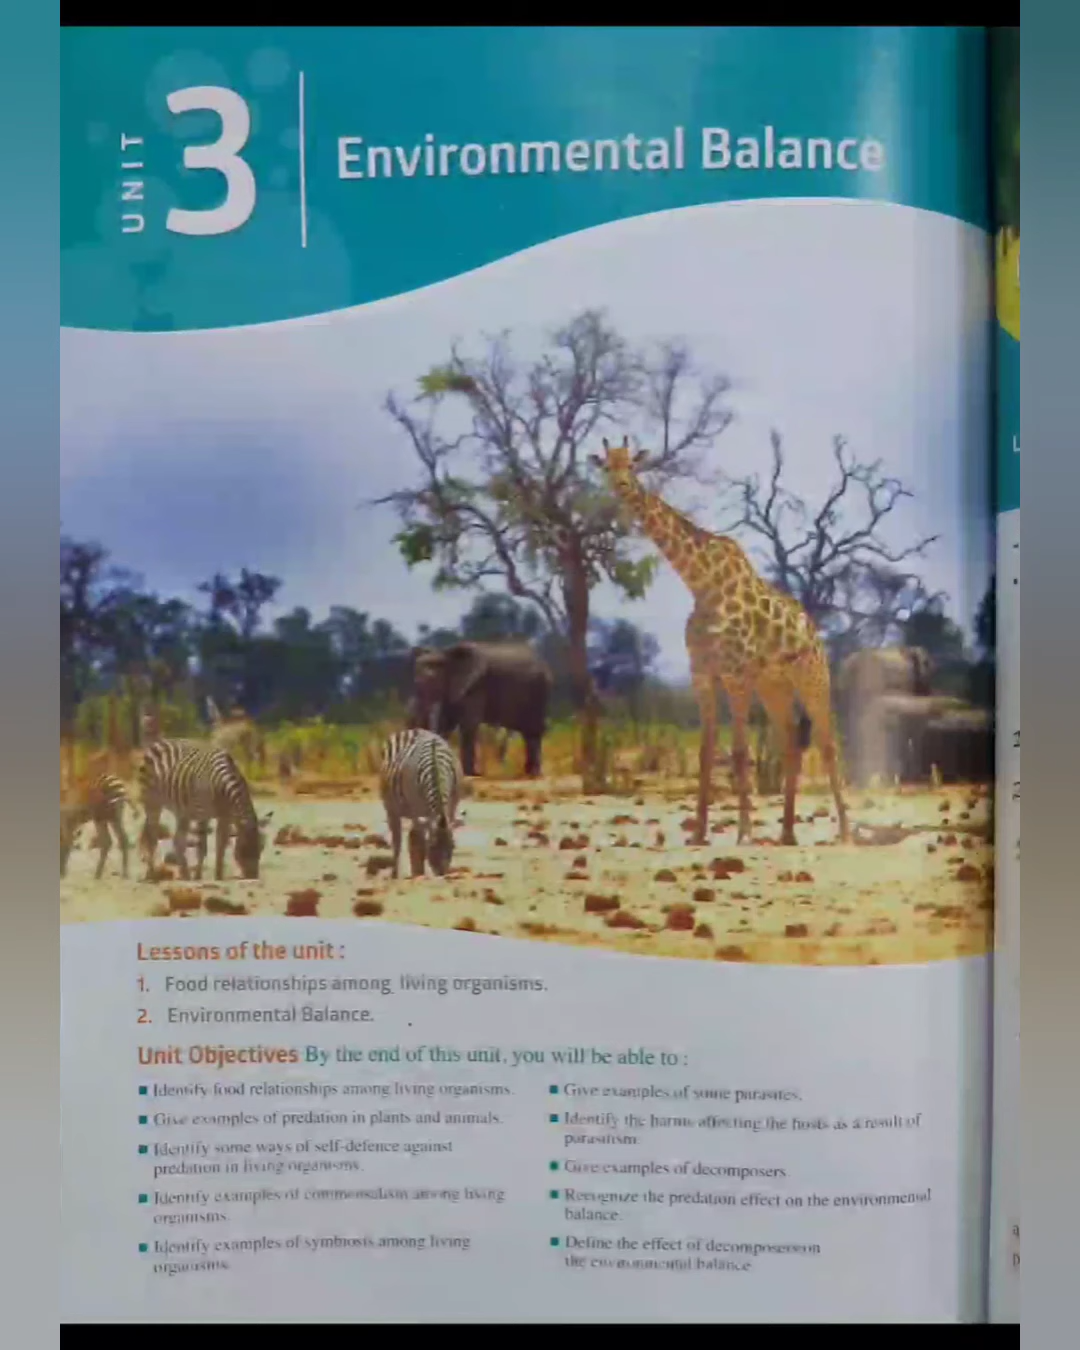 UNIT 3
Environmental Balance
Lessons of the unit :
1. Food relationships among living organisms.
2. Environmental Balance.
Unit Objectives By the end of this unit, you will be able to :
Identify food relationships among living organisms.
Give examples of predation in plants and animals.
Identify some ways of self-defence against
predation in living organisms.
Identify examples of commensalism among living
organisms.
Identify examples of symbiosis among living
organisms.
Give examples of some parasites.
Identify the harms affecting the hosts as a result of
parasitism.
Give examples of decomposers.
Recognize the predation effect on the environmental
balance.
Define the effect of decomposers on
the environmental balance.